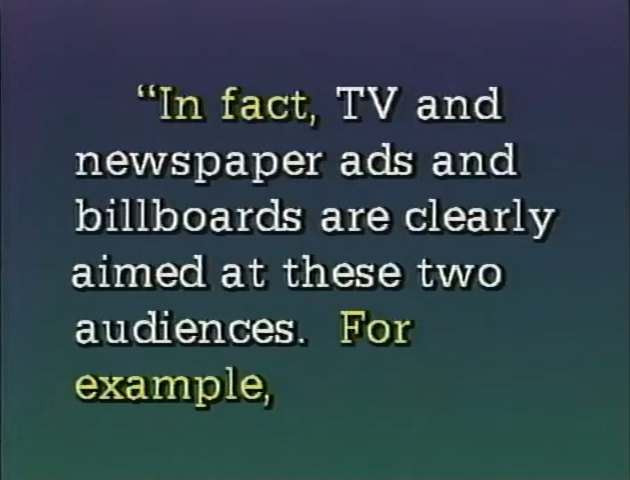 “In fact, TV and
newspaper ads and
billboards are clearly
aimed at these two
audiences. For
example,